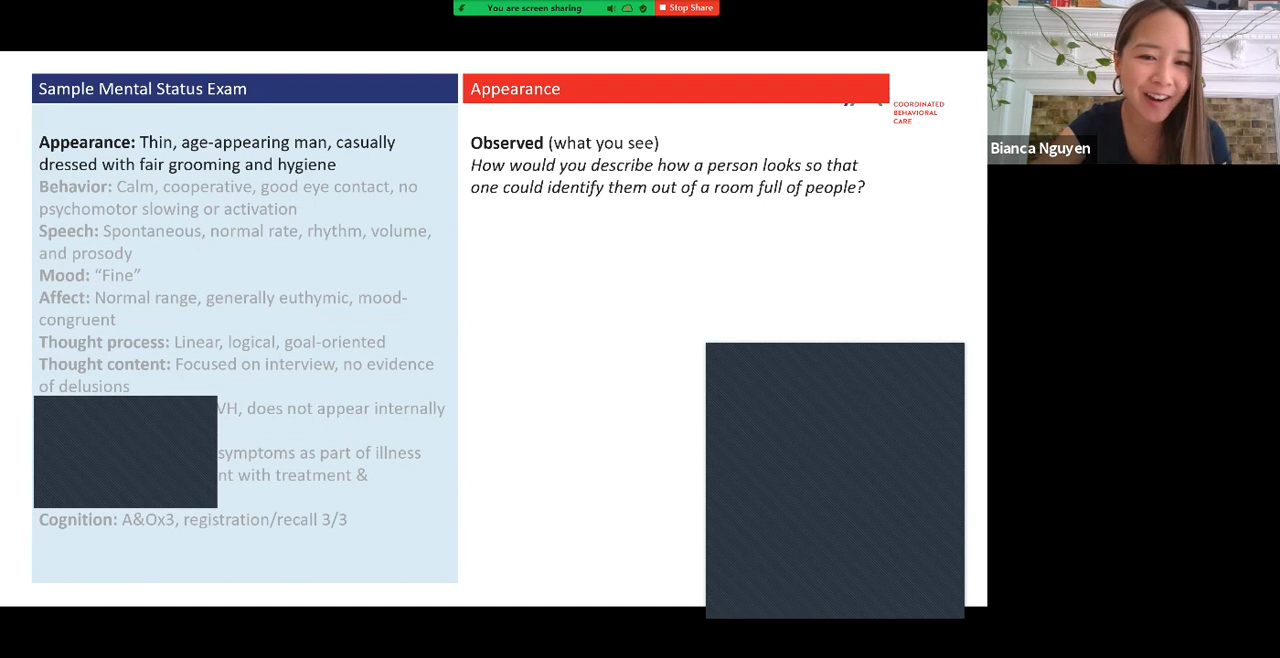 You are screen sharing
Stop Share
Sample Mental Status Exam
Appearance: Thin, age-appearing man, casually
dressed with fair grooming and hygiene
Behavior: Calm, cooperative, good eye contact, no
psychomotor slowing or activation
Speech: Spontaneous, normal rate, rhythm, volume,
and prosody
Mood: “Fine”
Affect: Normal range, generally euthymic, mood-
congruent
Thought process: Linear, logical, goal-oriented
Thought content: Focused on interview, no evidence
of delusions
VH, does not appear internally
symptoms as part of illness
nt with treatment &
Cognition: A&Ox3, registration/recall 3/3
Appearance
COORDINATED
BEHAVIORAL
CARE
Observed (what you see)
How would you describe how a person looks so that
one could identify them out of a room full of people?
Bianca Nguyen